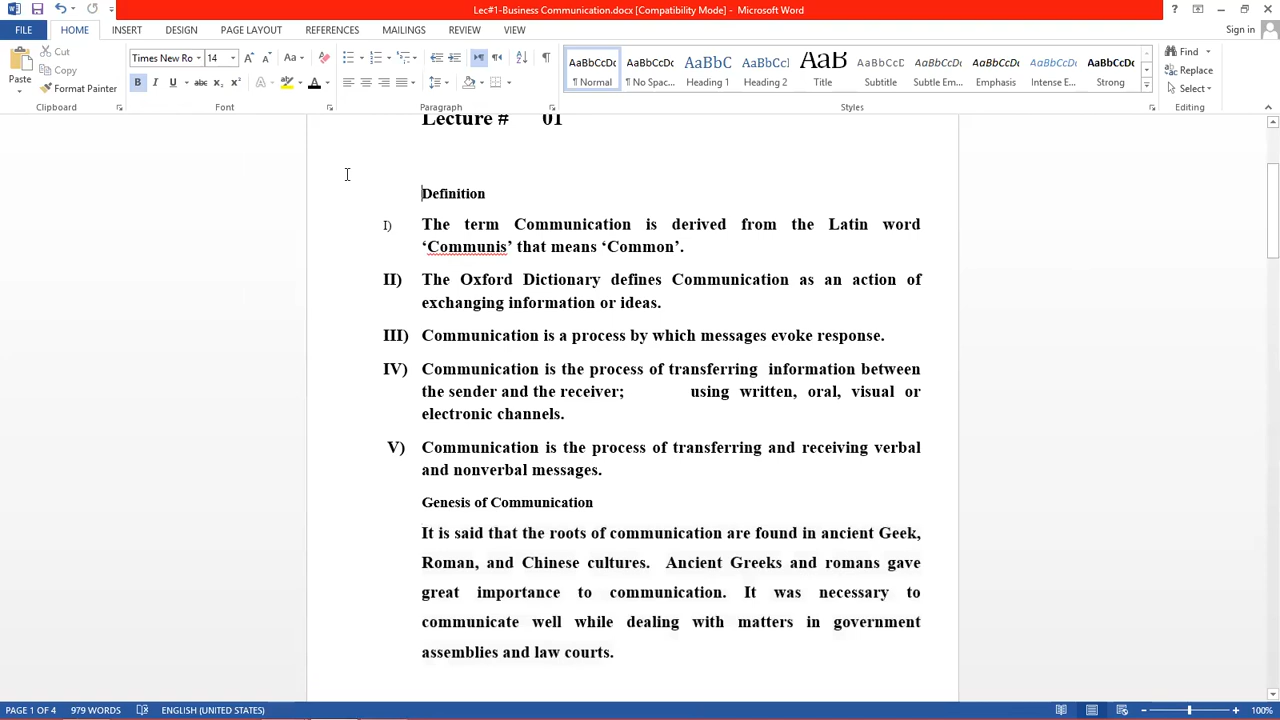 Lec#1-Business Communication.docx [Compatibility Mode] - Microsoft Word
FILE HOME INSERT DESIGN PAGE LAYOUT REFERENCES MAILINGS REVIEW VIEW Sign in
Paste Cut Copy Format Painter
Times New Ro 14
AaBbCcDc AaBbCcDc AaBbC AaBbCc AaB AaBbCcD AaBbCcDc AaBbCcDc AaBbCcDc AaBbCcDc
¶ Normal ¶ No Spac... Heading 1 Heading 2 Title Subtitle Subtle Em... Emphasis Intense E... Strong
Find Replace Select
Clipboard Font Paragraph Styles Editing
Lecture # 01
Definition
I) The term Communication is derived from the Latin word
‘Communis’ that means ‘Common’.
II) The Oxford Dictionary defines Communication as an action of
exchanging information or ideas.
III) Communication is a process by which messages evoke response.
IV) Communication is the process of transferring information between
the sender and the receiver; using written, oral, visual or
electronic channels.
V) Communication is the process of transferring and receiving verbal
and nonverbal messages.
Genesis of Communication
It is said that the roots of communication are found in ancient Geek,
Roman, and Chinese cultures. Ancient Greeks and romans gave
great importance to communication. It was necessary to
communicate well while dealing with matters in government
assemblies and law courts.
PAGE 1 OF 4 979 WORDS ENGLISH (UNITED STATES) 100%